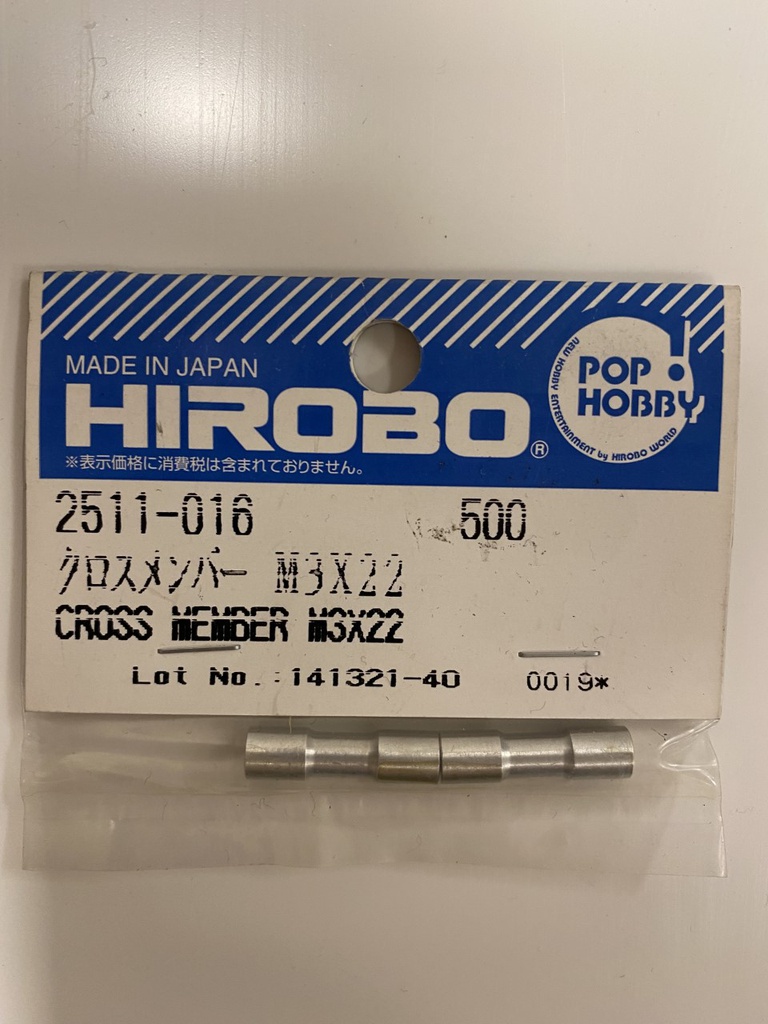 MADE IN JAPAN
HIROBO®
※表示価格に消費税は含まれておりません。
POP HOBBY!
NEW HOBBY ENTERTAINMENT by HIROBO WORLD
2511-016 500
クロスメンバー M3X22
CROSS MEMBER M3X22
Lot No.:141321-40 0019*